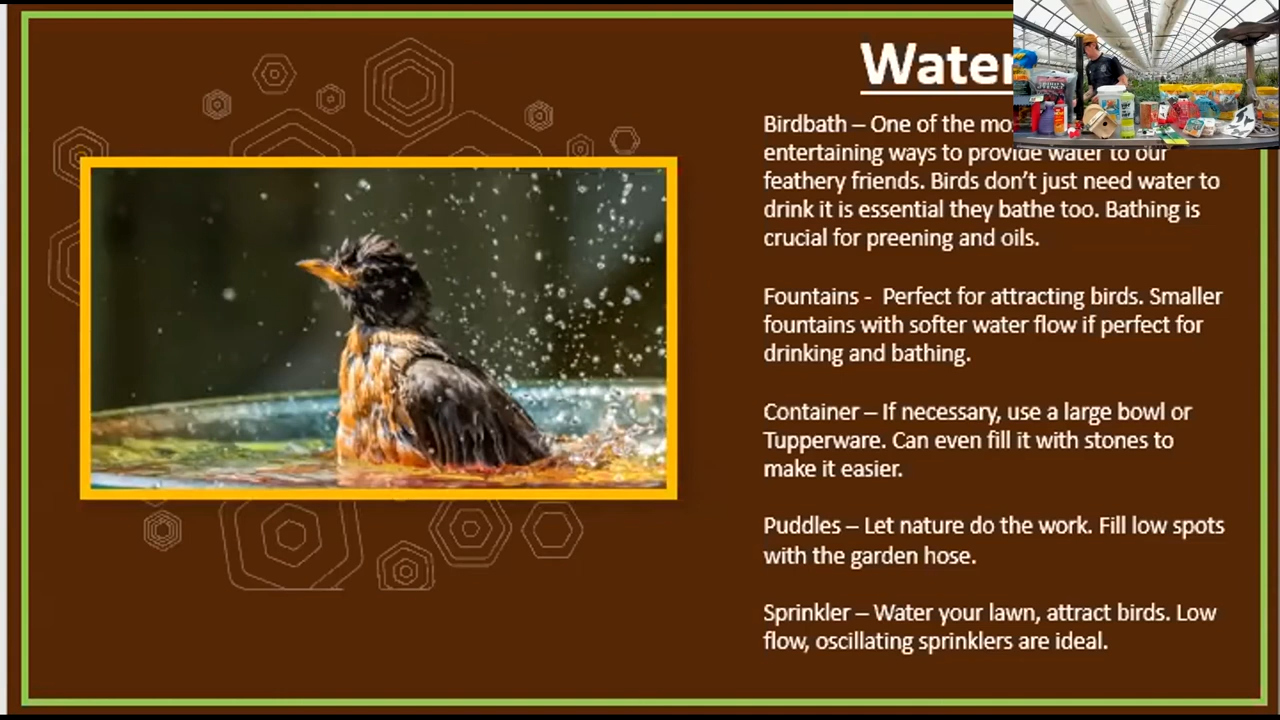 Water
Birdbath – One of the mo
entertaining ways to provide water to our
feathery friends. Birds don't just need water to
drink it is essential they bathe too. Bathing is
crucial for preening and oils.
Fountains - Perfect for attracting birds. Smaller
fountains with softer water flow if perfect for
drinking and bathing.
Container – If necessary, use a large bowl or
Tupperware. Can even fill it with stones to
make it easier.
Puddles – Let nature do the work. Fill low spots
with the garden hose.
Sprinkler – Water your lawn, attract birds. Low
flow, oscillating sprinklers are ideal.